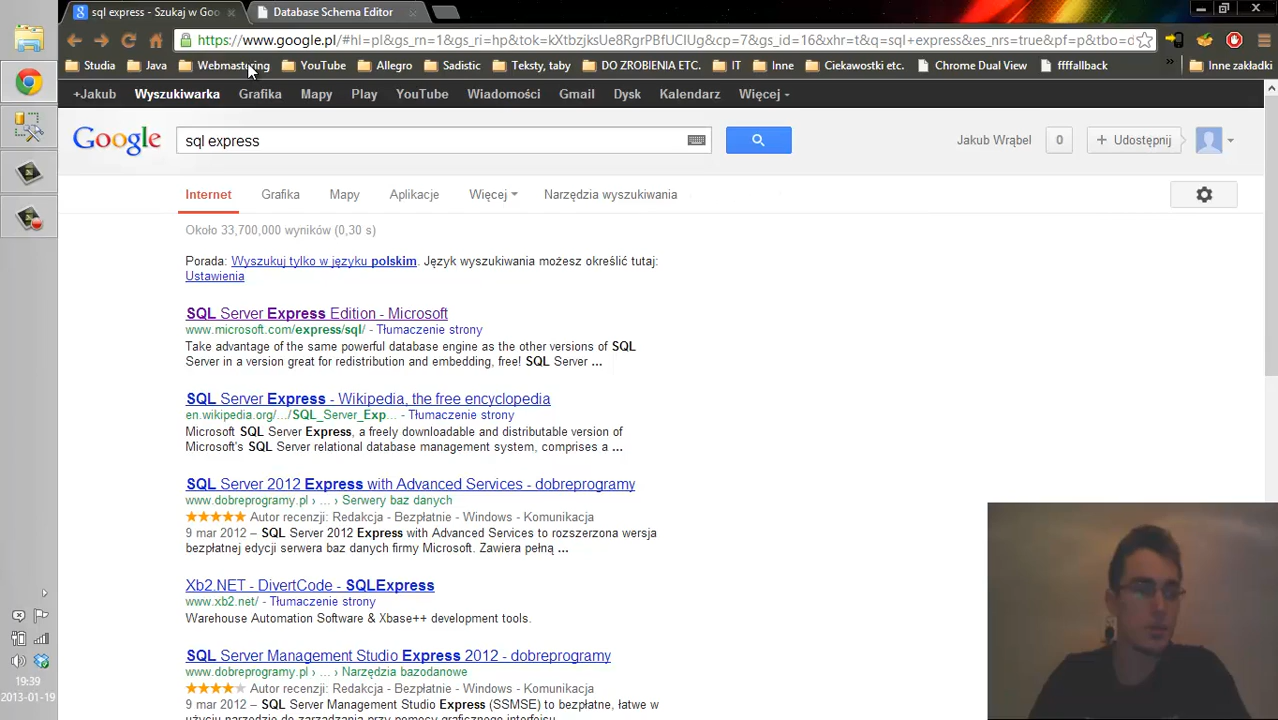 sql express - Szukaj w Goo
Database Schema Editor
https://www.google.pl/#hl=pl&gs_rn=1&gs_ri=hp&tok=kXtbzjksUe8RgrPBfUCIUg&cp=7&gs_id=16&xhr=t&q=sql+express&es_nrs=true&pf=p&tbo=d
Studia Java Webmastering YouTube Allegro Sadistic Teksty, taby DO ZROBIENIA ETC. IT Inne Ciekawostki etc. Chrome Dual View ffffallback » Inne zakładki
+Jakub Wyszukiwarka Grafika Mapy Play YouTube Wiadomości Gmail Dysk Kalendarz Więcej
Google sql express Jakub Wrąbel 0 + Udostępnij
Internet Grafika Mapy Aplikacje Więcej Narzędzia wyszukiwania
Około 33,700,000 wyników (0,30 s)
Porada: Wyszukuj tylko w języku polskim. Język wyszukiwania możesz określić tutaj:
Ustawienia
SQL Server Express Edition - Microsoft
www.microsoft.com/express/sql/ - Tłumaczenie strony
Take advantage of the same powerful database engine as the other versions of SQL
Server in a version great for redistribution and embedding, free! SQL Server ...
SQL Server Express - Wikipedia, the free encyclopedia
en.wikipedia.org/.../SQL_Server_Exp... - Tłumaczenie strony
Microsoft SQL Server Express, a freely downloadable and distributable version of
Microsoft's SQL Server relational database management system, comprises a ...
SQL Server 2012 Express with Advanced Services - dobreprogramy
www.dobreprogramy.pl › ... › Serwery baz danych
Autor recenzji: Redakcja - Bezpłatnie - Windows - Komunikacja
9 mar 2012 – SQL Server 2012 Express with Advanced Services to rozszerzona wersja
bezpłatnej edycji serwera baz danych firmy Microsoft. Zawiera pełną ...
Xb2.NET - DivertCode - SQLExpress
www.xb2.net/ - Tłumaczenie strony
Warehouse Automation Software & Xbase++ development tools.
SQL Server Management Studio Express 2012 - dobreprogramy
www.dobreprogramy.pl › ... › Narzędzia bazodanowe
Autor recenzji: Redakcja - Bezpłatnie - Windows - Komunikacja
9 mar 2012 – SQL Server Management Studio Express (SSMSE) to bezpłatne, łatwe w
użyciu narzędzie do zarządzania przy pomocy graficznego interfejsu
19:39
2013-01-19